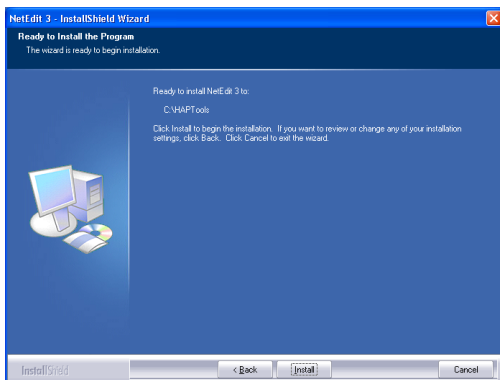 NetEdit 3 - InstallShield Wizard
Ready to Install the Program
The wizard is ready to begin installation.
Ready to install NetEdit 3 to:
C:\HAPTools
Click Install to begin the installation. If you want to review or change any of your installation
settings, click Back. Click Cancel to exit the wizard.
InstallShield
< Back
Install
Cancel